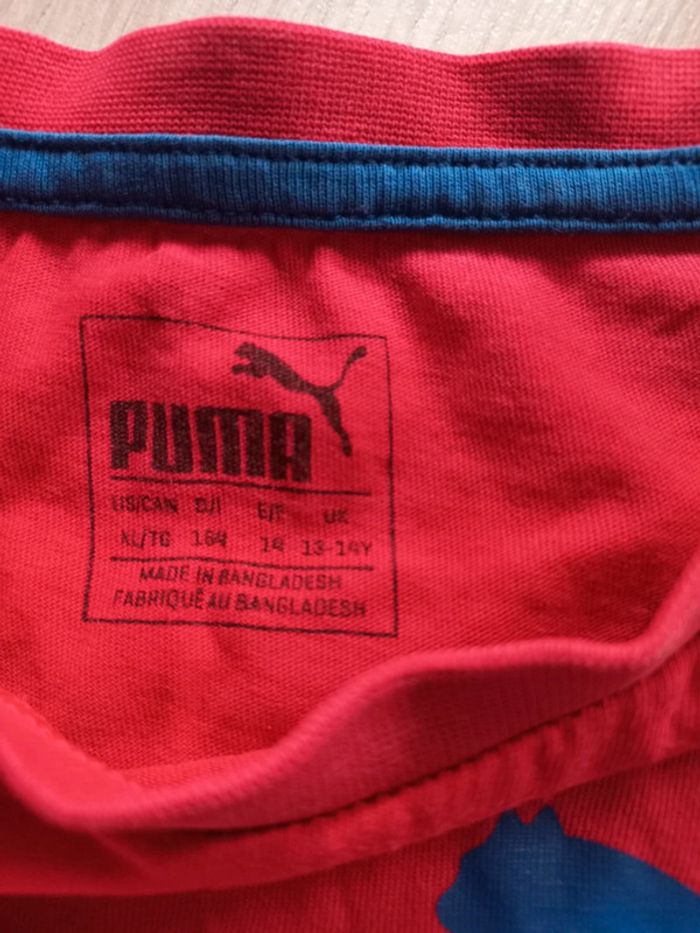 PUMA
US/CAN D/I E/F UK
XL/TG 164 14 13-14Y
MADE IN BANGLADESH
FABRIQUÉ AU BANGLADESH